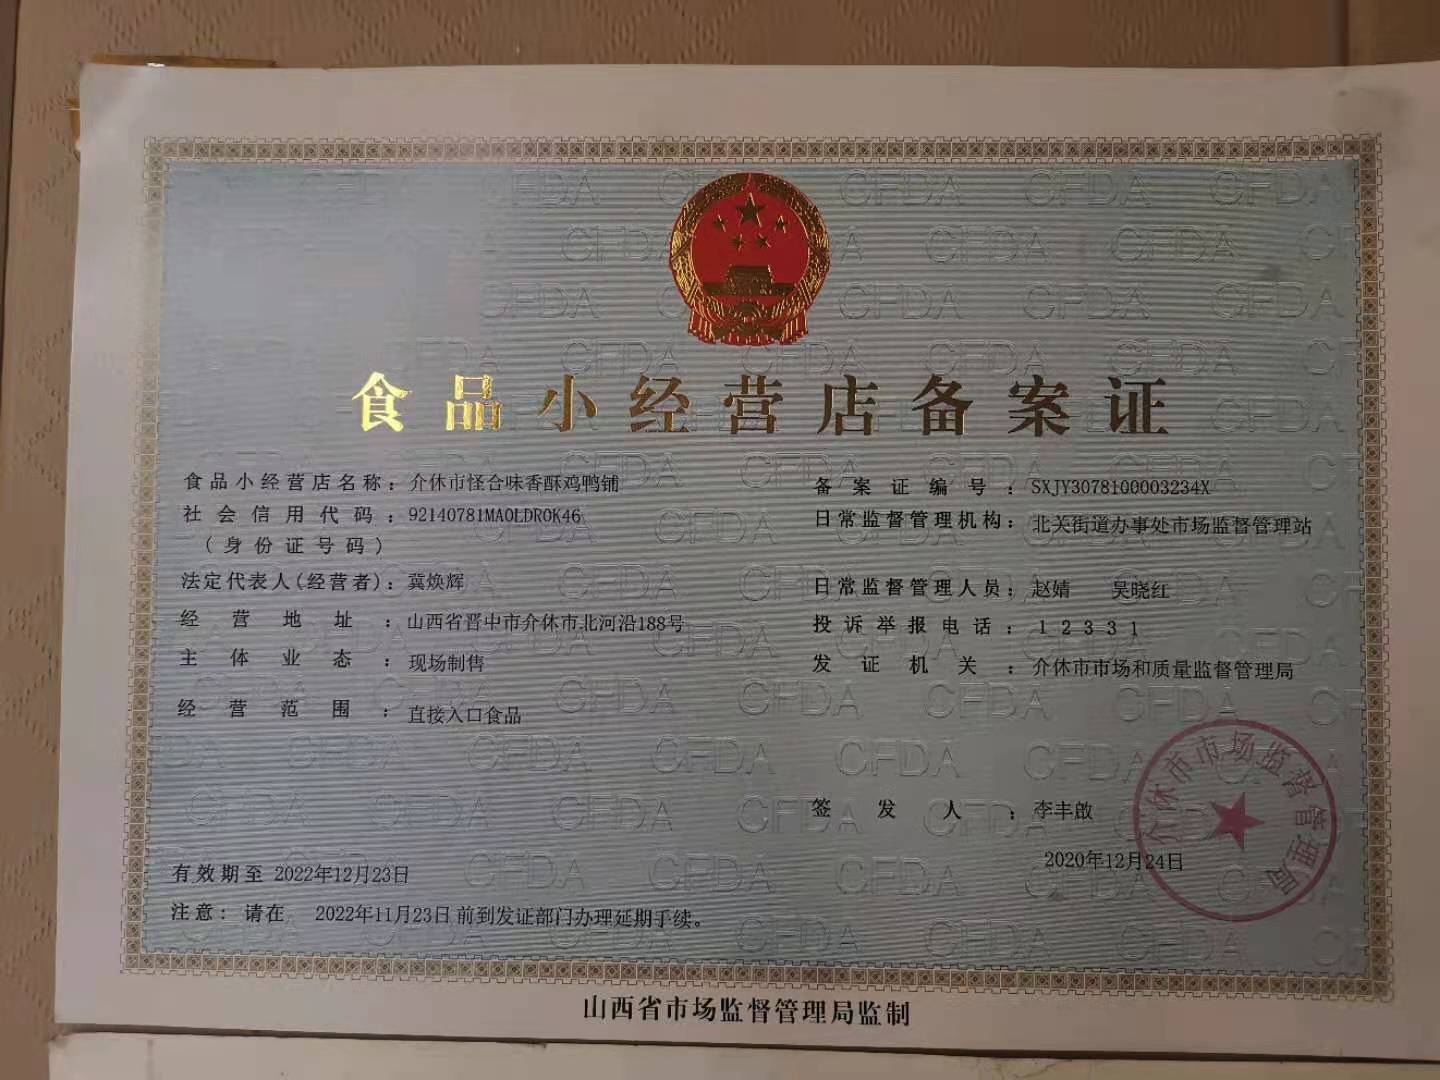 食品小经营店备案证
食品小经营店名称：介休市怪合味香酥鸡鸭铺
社会信用代码：92140781MA0LDR0K46
（身份证号码）
法定代表人(经营者)：冀焕辉
经营地址：山西省晋中市介休市北河沿188号
主体业态：现场制售
经营范围：直接入口食品
备案证编号：SXJY3078100003234X
日常监督管理机构：北关街道办事处市场监督管理站
日常监督管理人员：赵婧 吴晓红
投诉举报电话：12331
发证机关：介休市市场和质量监督管理局
签发人：李丰啟
2020年12月24日
介休市市场监督管理局
有效期至 2022年12月23日
注意：请在 2022年11月23日前到发证部门办理延期手续。
山西省市场监督管理局监制
CFDA